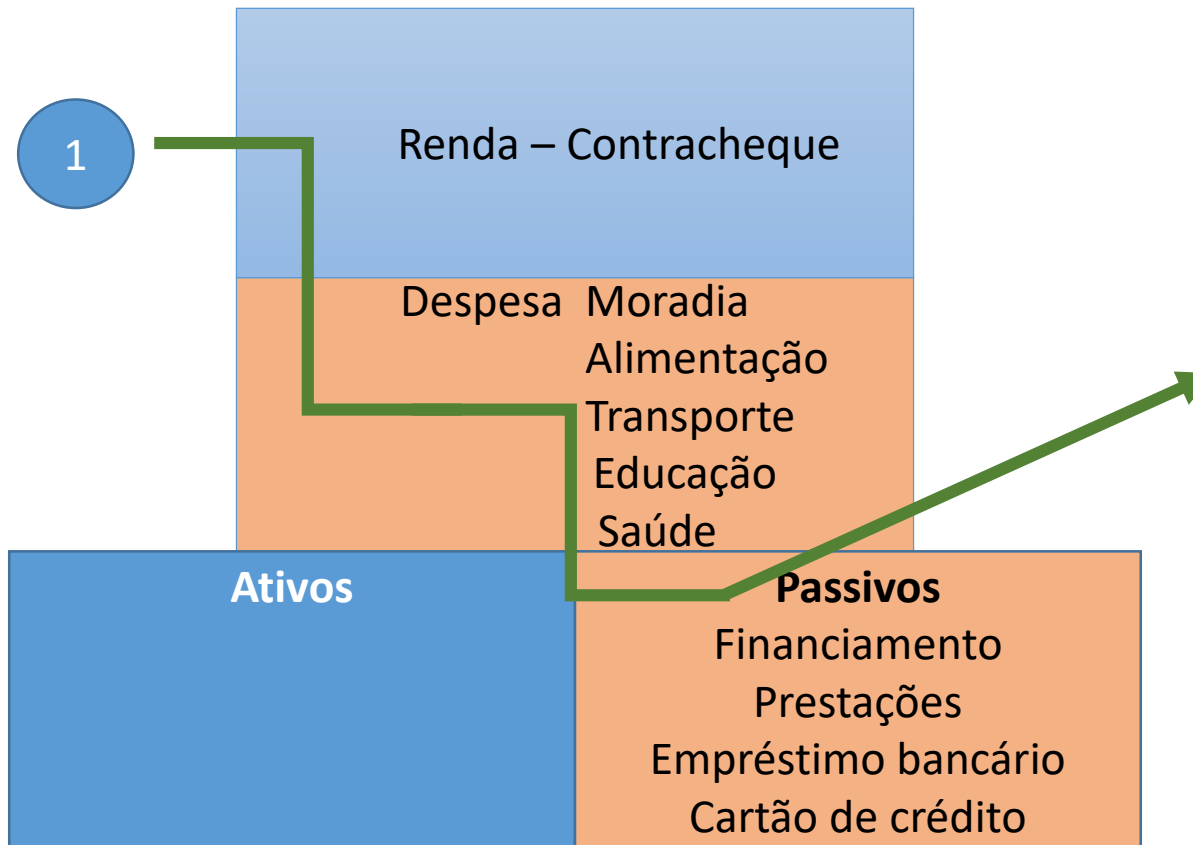 1
Renda – Contracheque
Despesa Moradia
Alimentação
Transporte
Educação
Saúde
Ativos
Passivos
Financiamento
Prestações
Empréstimo bancário
Cartão de crédito